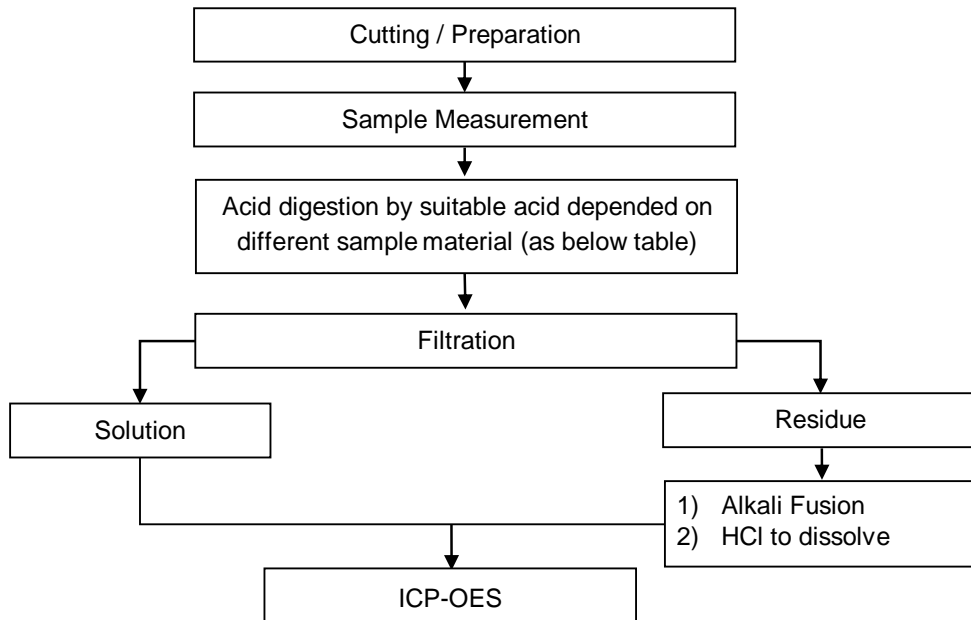 Cutting / Preparation
Sample Measurement
Acid digestion by suitable acid depended on
different sample material (as below table)
Filtration
Solution
Residue
1) Alkali Fusion
2) HCl to dissolve
ICP-OES